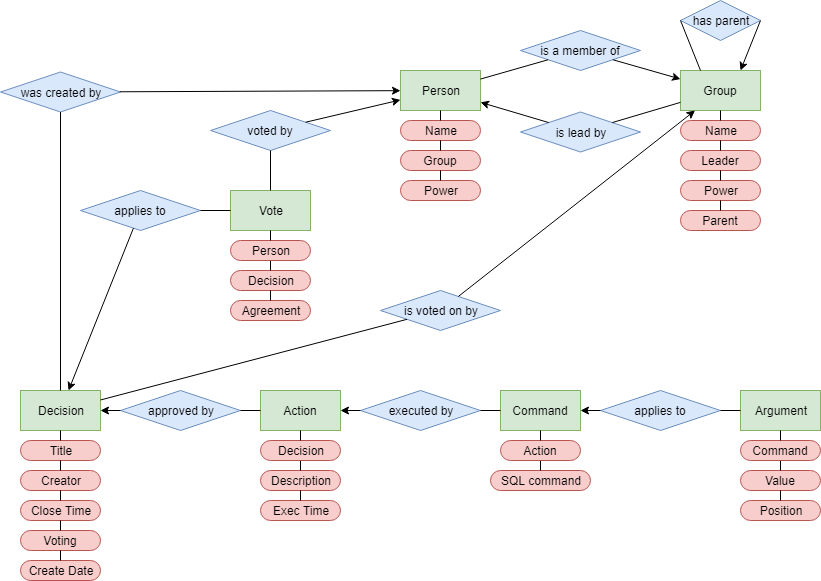 has parent
is a member of
was created by
Person
Group
voted by
is lead by
Name
Name
Group
Leader
Power
Power
applies to
Vote
Parent
Person
Decision
Agreement
is voted on by
Decision
approved by
Action
executed by
Command
applies to
Argument
Title
Decision
Action
Command
Creator
Description
SQL command
Value
Close Time
Exec Time
Position
Voting
Create Date